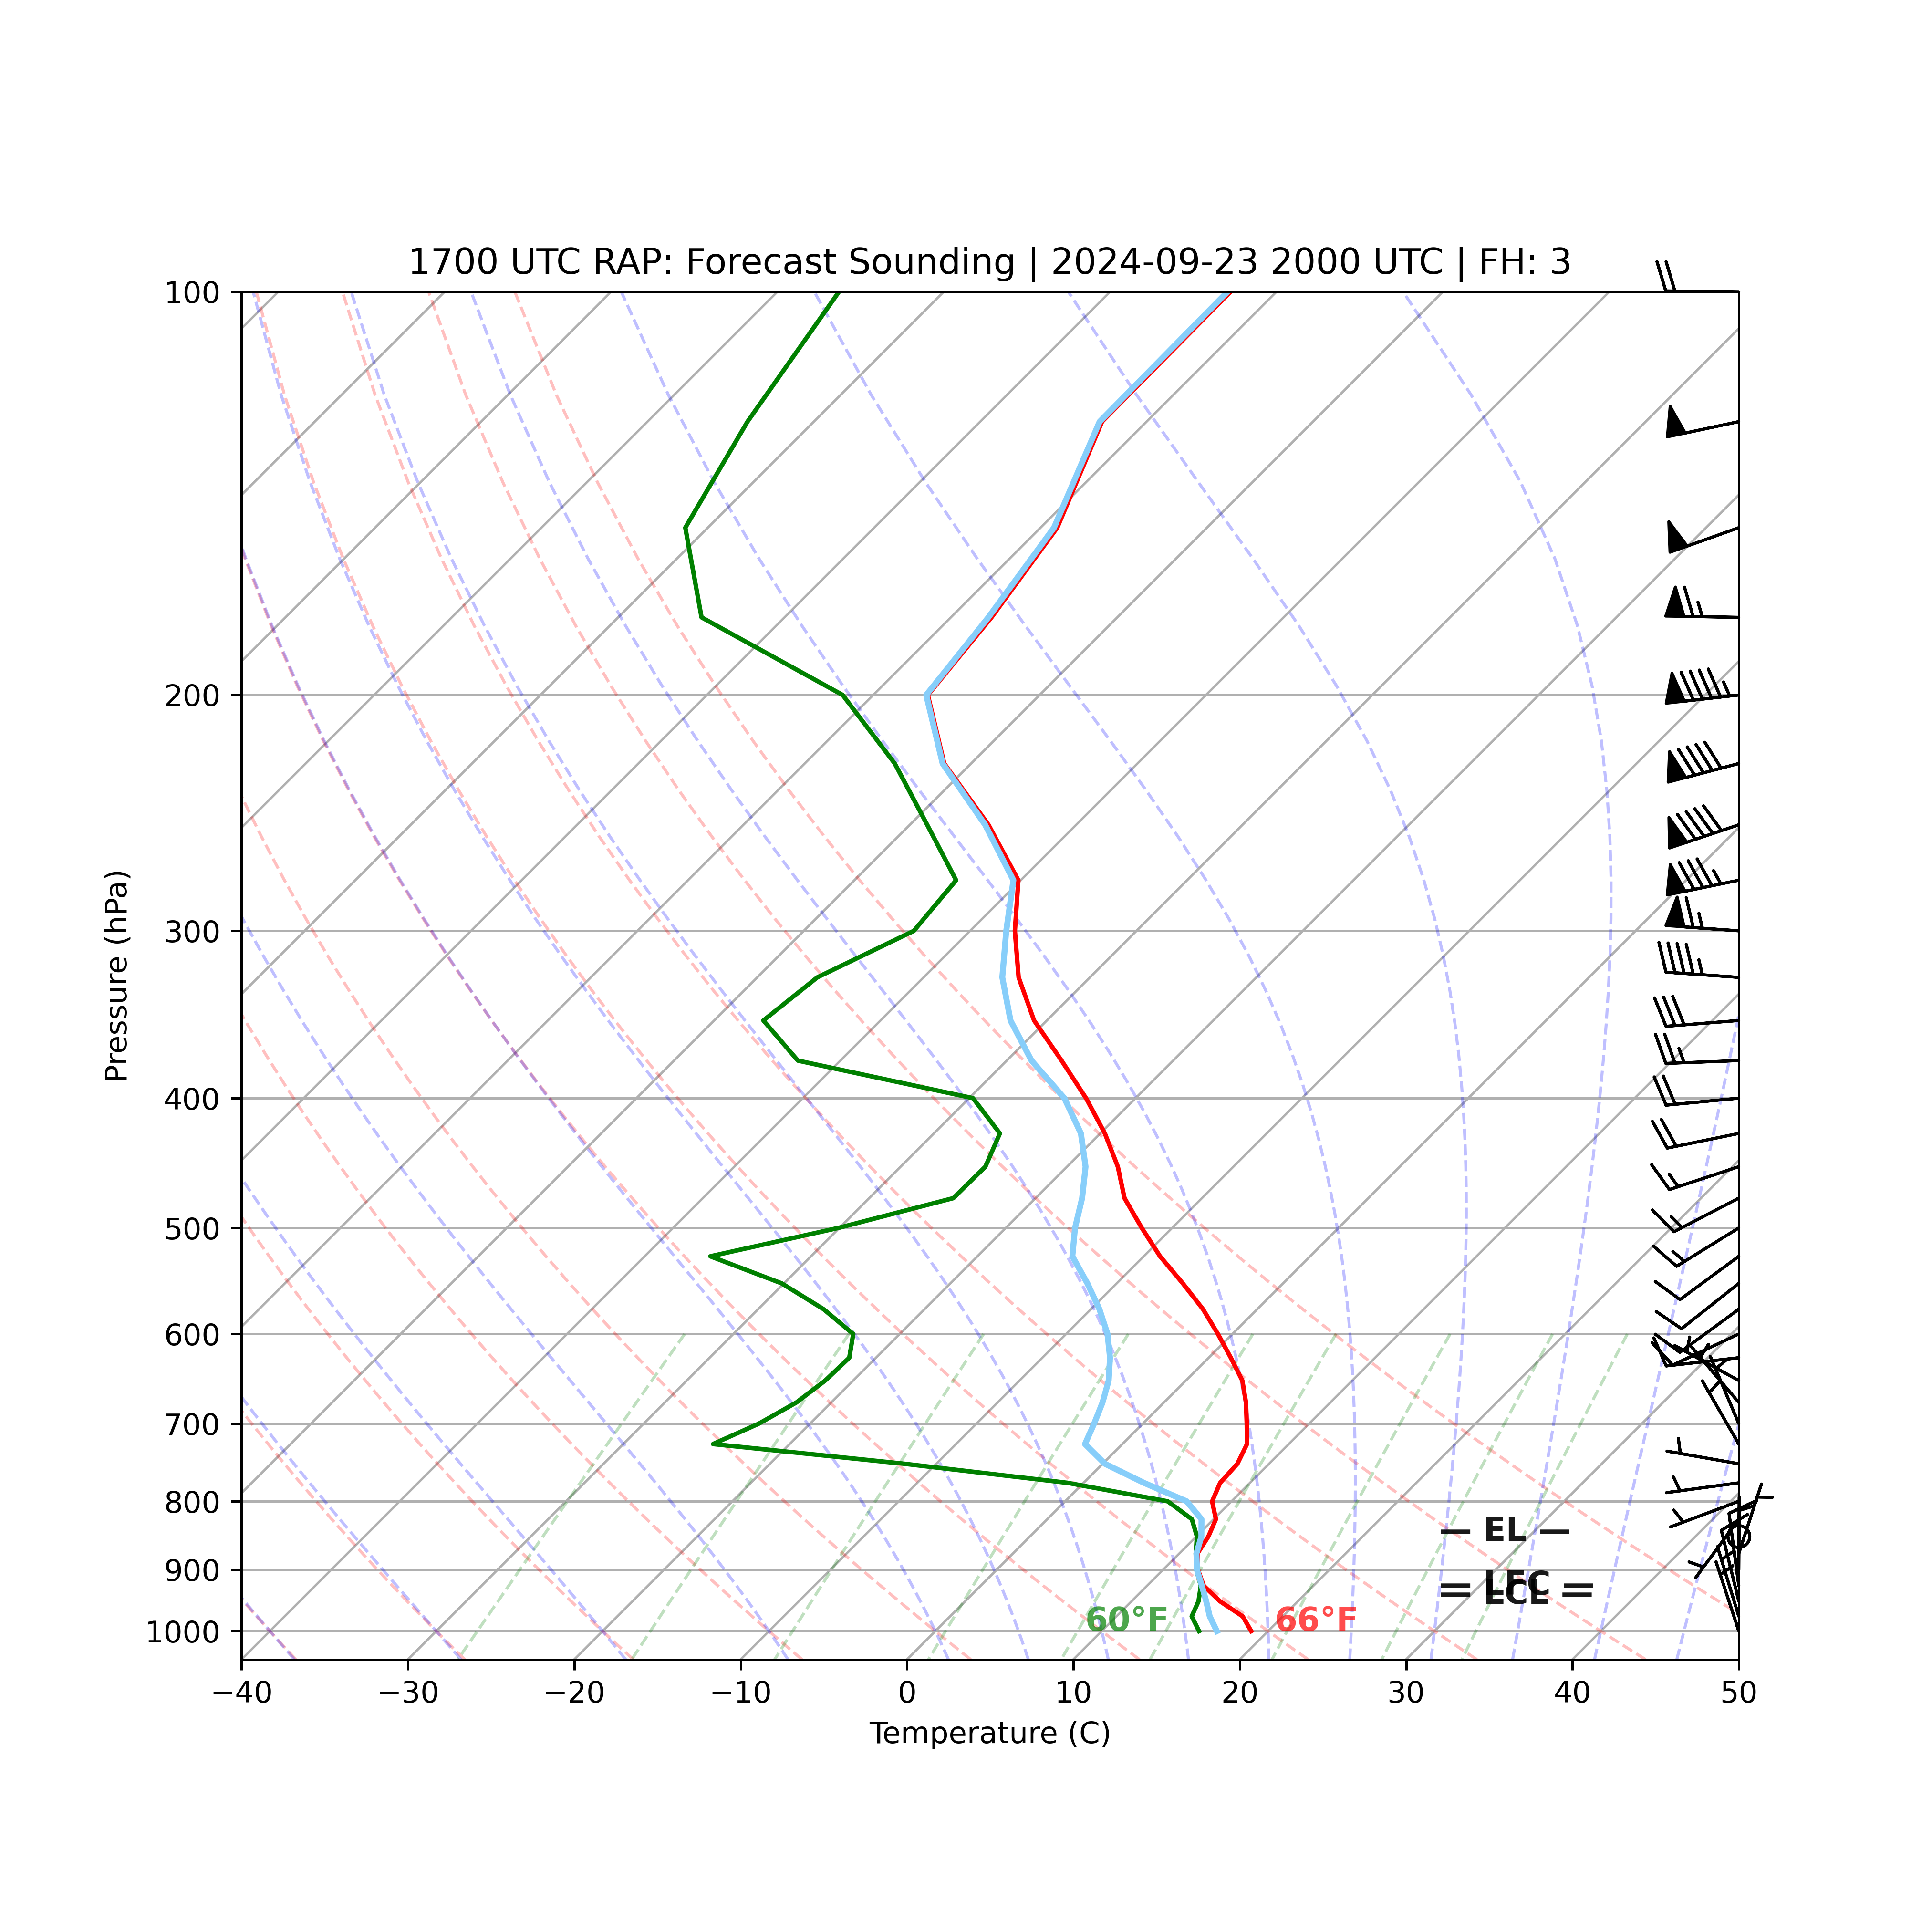 1700 UTC RAP: Forecast Sounding | 2024-09-23 2000 UTC | FH: 3
100
200
300
400
500
600
700
800
900
1000
Pressure (hPa)
— EL —
— LFC —
— LCL —
60°F
66°F
−40 −30 −20 −10 0 10 20 30 40 50
Temperature (C)